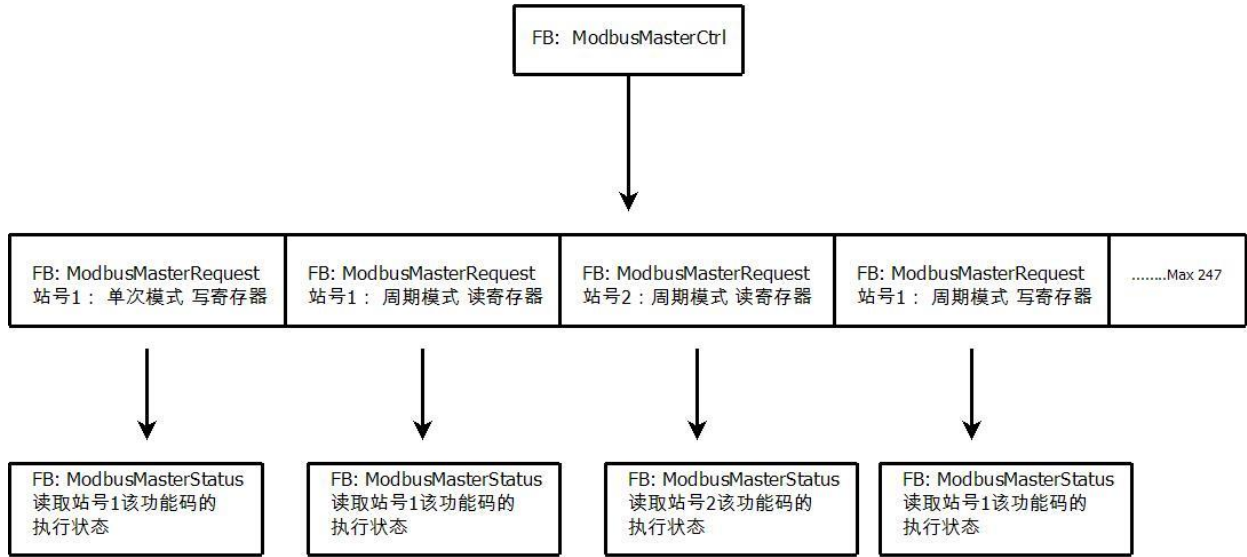 FB: ModbusMasterCtrl
FB: ModbusMasterRequest
站号1： 单次模式 写寄存器
FB: ModbusMasterRequest
站号1： 周期模式 读寄存器
FB: ModbusMasterRequest
站号2：周期模式 读寄存器
FB: ModbusMasterRequest
站号1： 周期模式 写寄存器
........Max 247
FB: ModbusMasterStatus
读取站号1该功能码的
执行状态
FB: ModbusMasterStatus
读取站号1该功能码的
执行状态
FB: ModbusMasterStatus
读取站号2该功能码的
执行状态
FB: ModbusMasterStatus
读取站号1该功能码的
执行状态